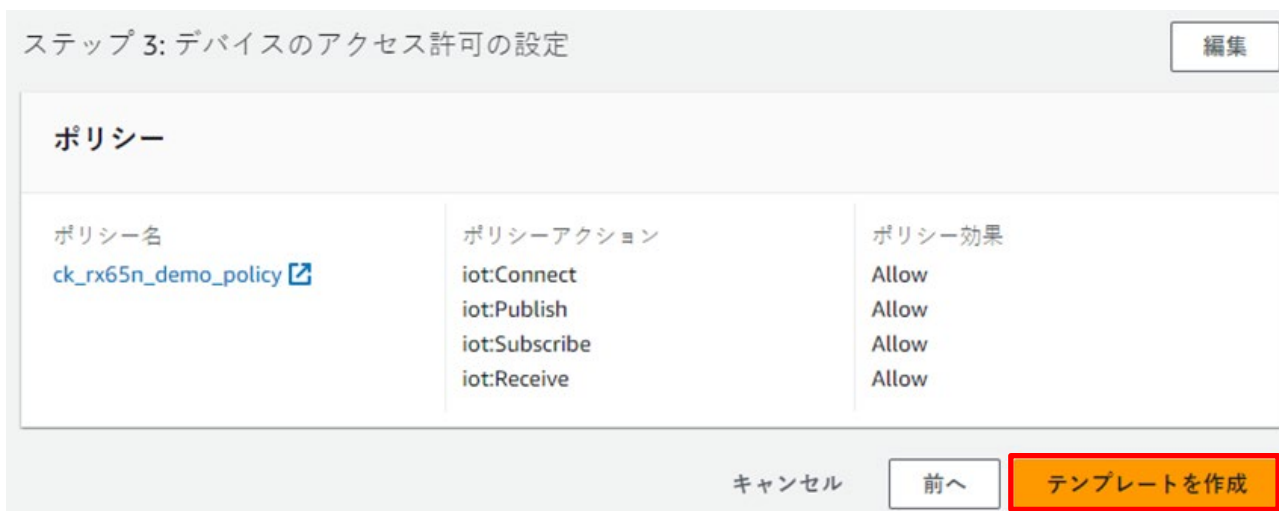 ステップ 3: デバイスのアクセス許可の設定
編集
ポリシー
ポリシー名
ck_rx65n_demo_policy
ポリシーアクション
iot:Connect
iot:Publish
iot:Subscribe
iot:Receive
ポリシー効果
Allow
Allow
Allow
Allow
キャンセル
前へ
テンプレートを作成